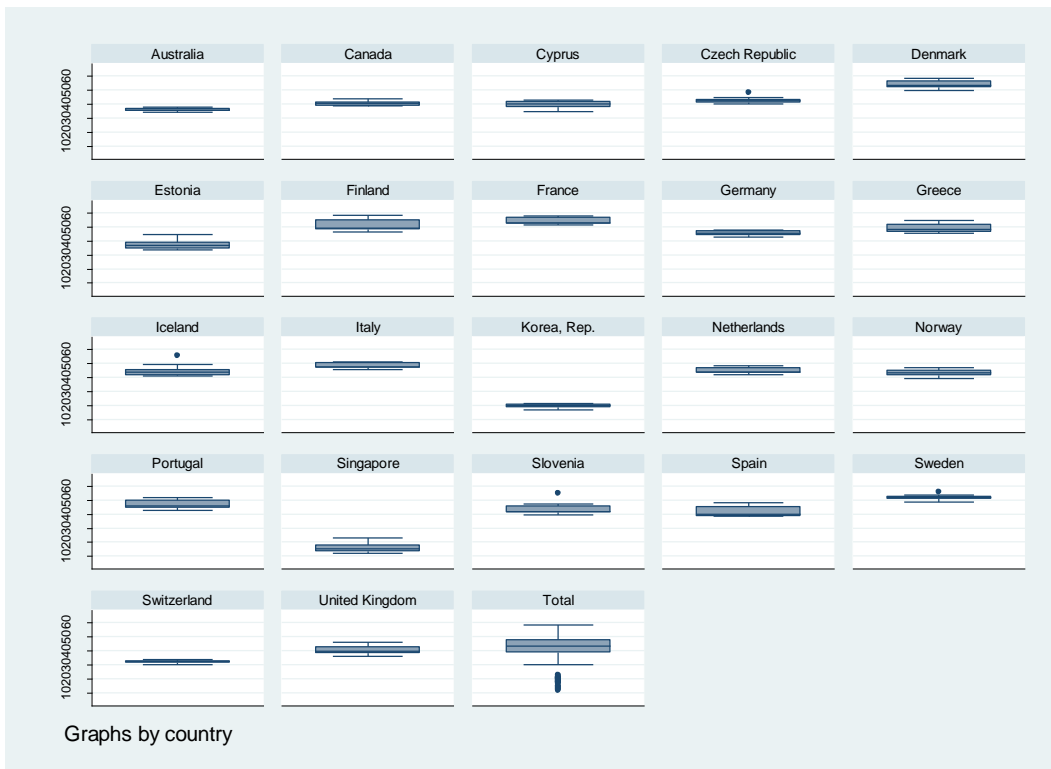 Australia Canada Cyprus Czech Republic Denmark
102030405060
Estonia Finland France Germany Greece
102030405060
Iceland Italy Korea, Rep. Netherlands Norway
102030405060
Portugal Singapore Slovenia Spain Sweden
102030405060
Switzerland United Kingdom Total
102030405060
Graphs by country